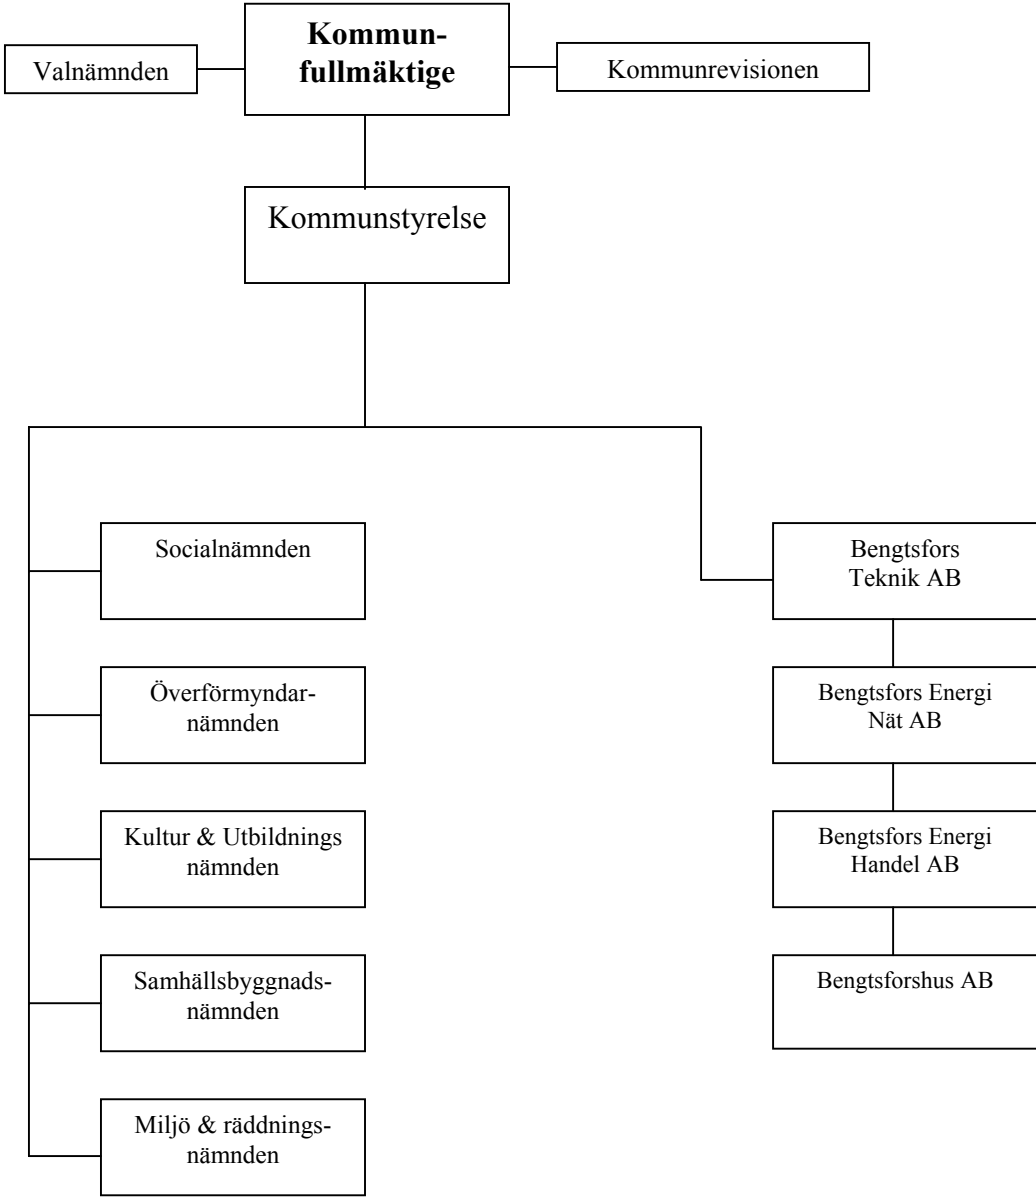 Kommun-
fullmäktige
Valnämnden
Kommunrevisionen
Kommunstyrelse
Socialnämnden
Överförmyndar-
nämnden
Kultur & Utbildnings
nämnden
Samhällsbyggnads-
nämnden
Miljö & räddnings-
nämnden
Bengtsfors
Teknik AB
Bengtsfors Energi
Nät AB
Bengtsfors Energi
Handel AB
Bengtsforshus AB